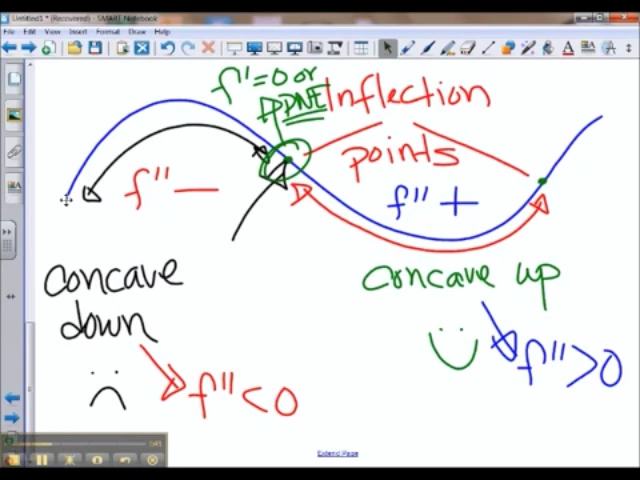 Untitled1 * (Recovered) - SMART Notebook
File Edit View Insert Format Draw Help
f''=0 or
DNE
Inflection
points
f'' —
f'' +
concave
down
concave up
f'' < 0
f'' > 0
Extend Page